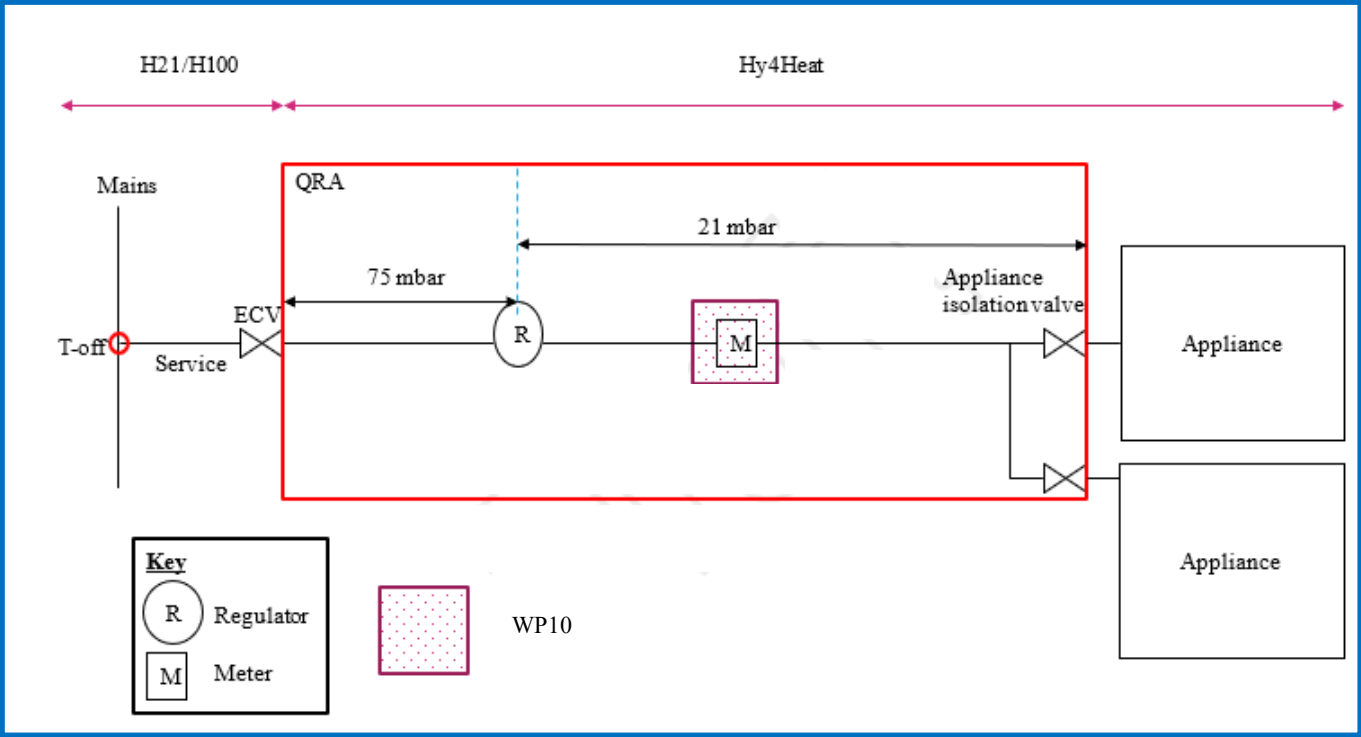 H21/H100
Hy4Heat
Mains
QRA
21 mbar
75 mbar
Appliance
isolation valve
ECV
R
M
T-off
Service
Appliance
Appliance
Key
R Regulator
M Meter
WP10